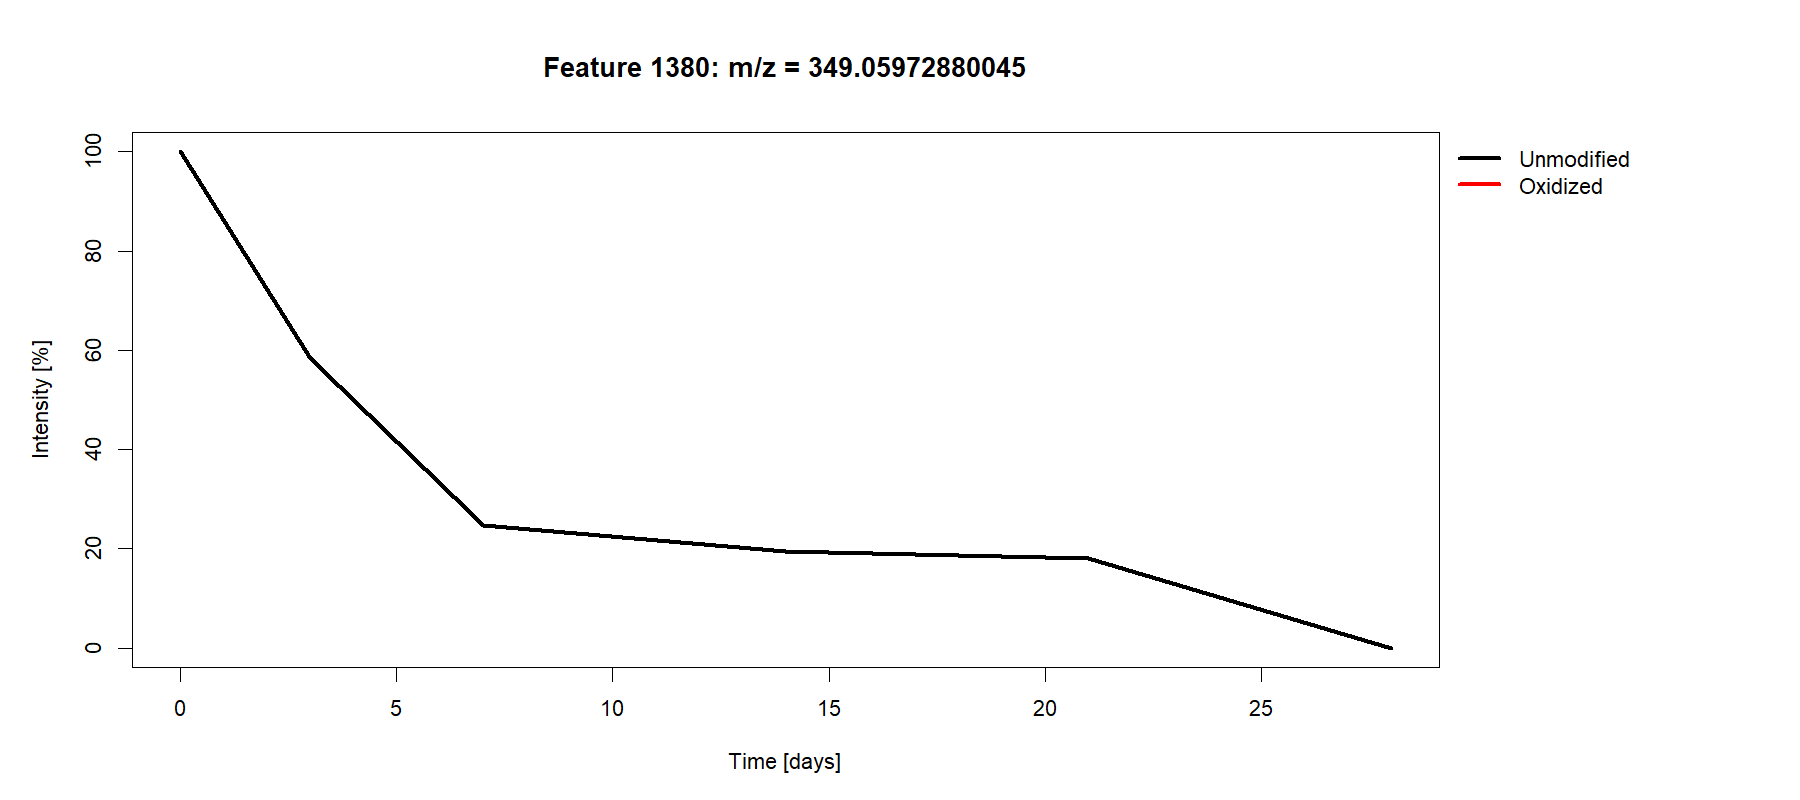 Feature 1380: m/z = 349.05972880045
Unmodified
Oxidized
Intensity [%]
100
80
60
40
20
0
0 5 10 15 20 25
Time [days]